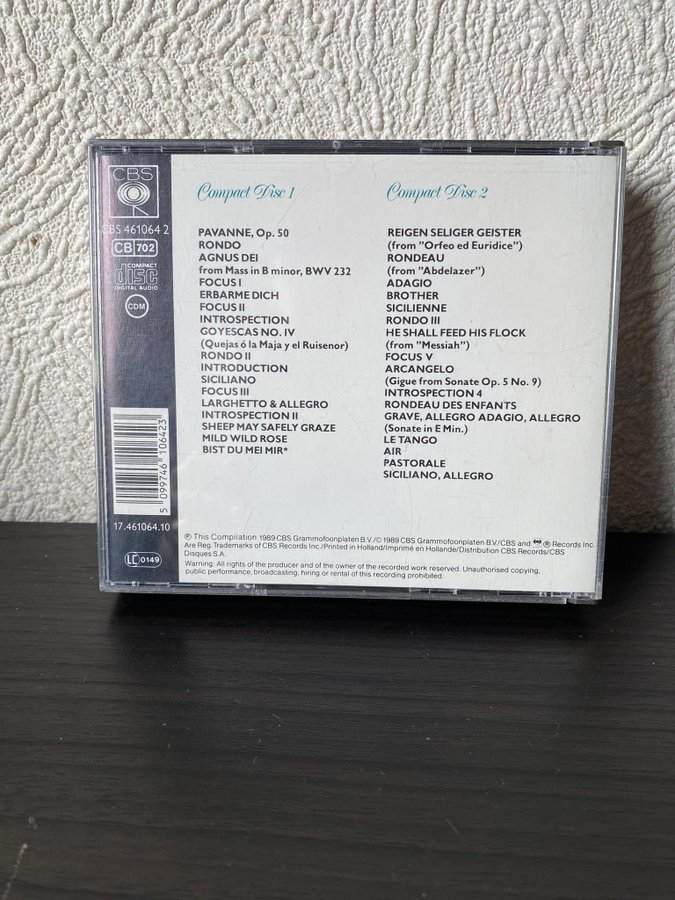 CBS
CBS 461064 2
CB 702
COMPACT
disc
DIGITAL AUDIO
CDM
5 099746 106423
17.461064.10
LC 0149
Compact Disc 1
PAVANNE, Op. 50
RONDO
AGNUS DEI
from Mass in B minor, BWV 232
FOCUS I
ERBARME DICH
FOCUS II
INTROSPECTION
GOYESCAS NO. IV
(Quejas ó la Maja y el Ruisenor)
RONDO II
INTRODUCTION
SICILIANO
FOCUS III
LARGHETTO & ALLEGRO
INTROSPECTION II
SHEEP MAY SAFELY GRAZE
MILD WILD ROSE
BIST DU MEI MIR*
Compact Disc 2
REIGEN SELIGER GEISTER
(from "Orfeo ed Euridice")
RONDEAU
(from "Abdelazer")
ADAGIO
BROTHER
SICILIENNE
RONDO III
HE SHALL FEED HIS FLOCK
(from "Messiah")
FOCUS V
ARCANGELO
(Gigue from Sonate Op. 5 No. 9)
INTROSPECTION 4
RONDEAU DES ENFANTS
GRAVE, ALLEGRO ADAGIO, ALLEGRO
(Sonate in E Min.)
LE TANGO
AIR
PASTORALE
SICILIANO, ALLEGRO
℗ This Compilation 1989 CBS Grammofoonplaten B.V./© 1989 CBS Grammofoonplaten B.V./CBS and ® Records Inc.
Are Reg. Trademarks of CBS Records Inc./Printed in Holland/Imprimé en Hollande/Distribution CBS Records/CBS
Disques S.A.
Warning: All rights of the producer and of the owner of the recorded work reserved. Unauthorised copying,
public performance, broadcasting, hiring or rental of this recording prohibited.